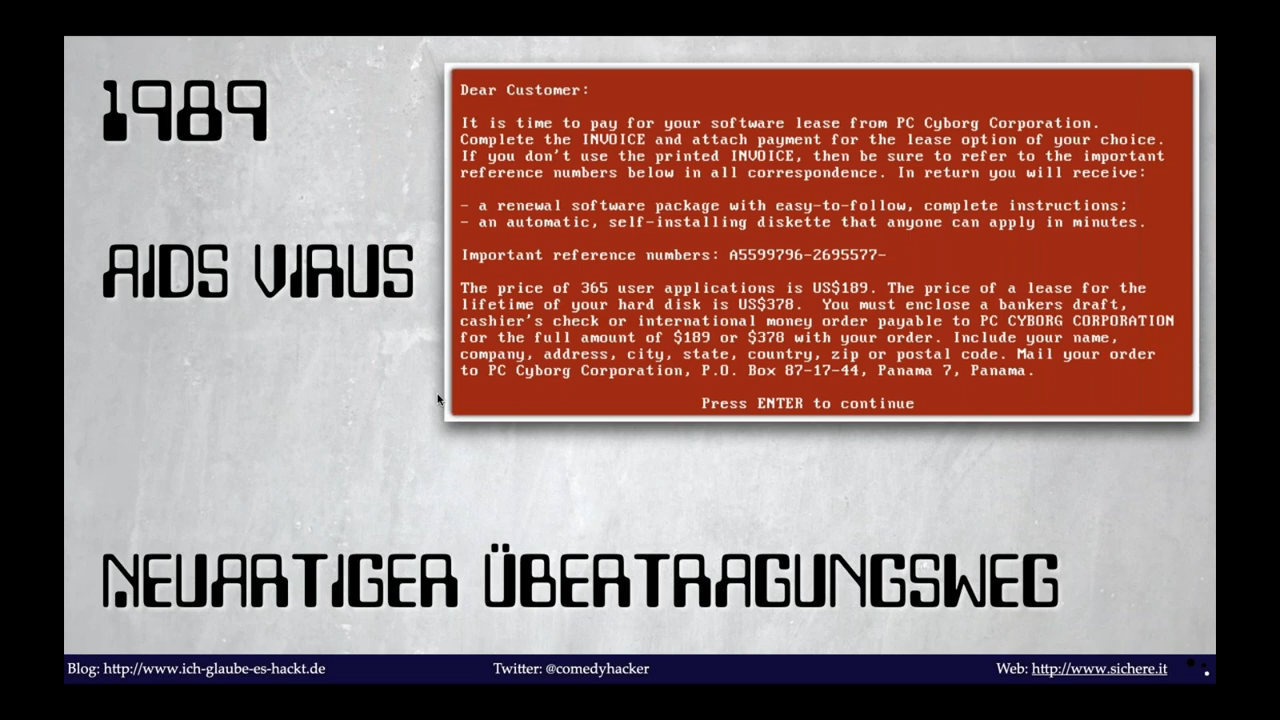 1989
AIDS VIRUS
Dear Customer:
It is time to pay for your software lease from PC Cyborg Corporation.
Complete the INVOICE and attach payment for the lease option of your choice.
If you don't use the printed INVOICE, then be sure to refer to the important
reference numbers below in all correspondence. In return you will receive:
- a renewal software package with easy-to-follow, complete instructions;
- an automatic, self-installing diskette that anyone can apply in minutes.
Important reference numbers: A5599796-2695577-
The price of 365 user applications is US$189. The price of a lease for the
lifetime of your hard disk is US$378. You must enclose a bankers draft,
cashier's check or international money order payable to PC CYBORG CORPORATION
for the full amount of $189 or $378 with your order. Include your name,
company, address, city, state, country, zip or postal code. Mail your order
to PC Cyborg Corporation, P.O. Box 87-17-44, Panama 7, Panama.
Press ENTER to continue
NEUARTIGER ÜBERTRAGUNGSWEG
Blog: http://www.ich-glaube-es-hackt.de Twitter: @comedyhacker Web: http://www.sichere.it